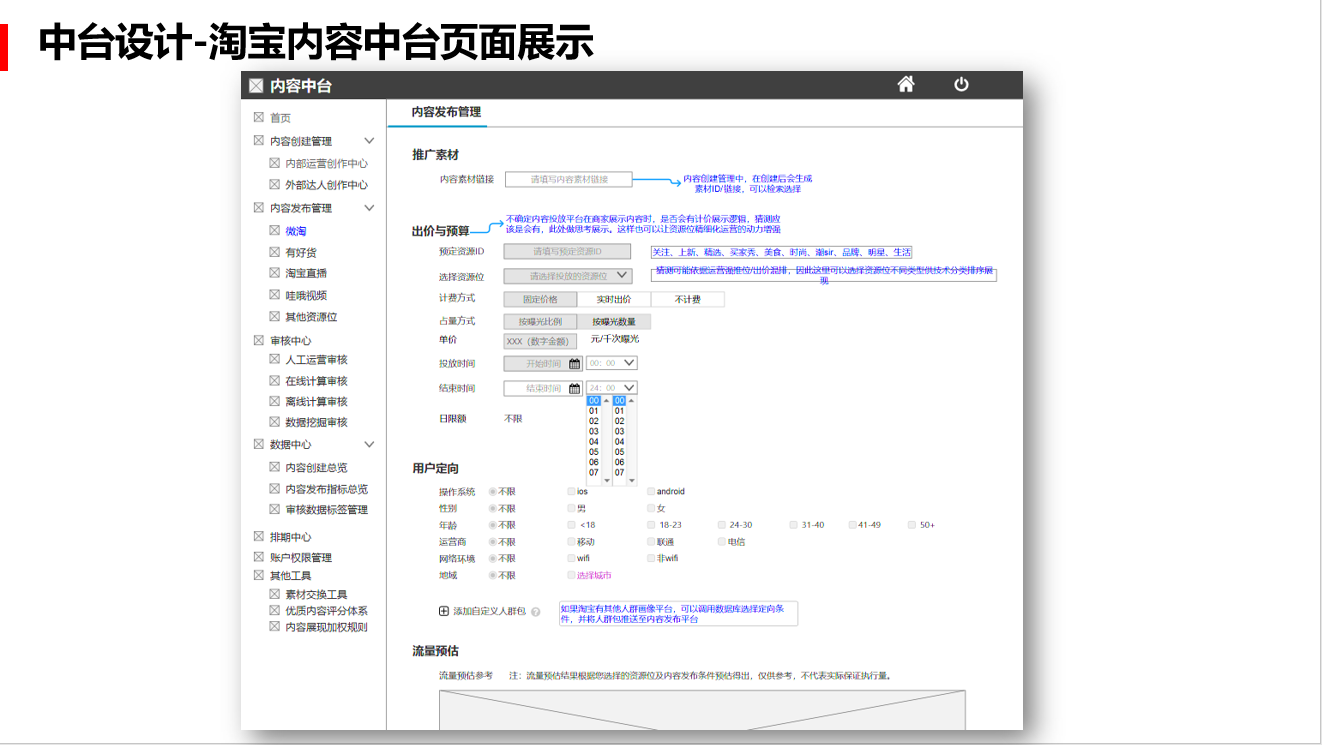 中台设计-淘宝内容中台页面展示
内容中台
首页
内容创建管理
内部运营创作中心
外部达人创作中心
内容发布管理
微淘
有好货
淘宝直播
哇哦视频
其他资源位
审核中心
人工运营审核
在线计算审核
离线计算审核
数据挖掘审核
数据中心
内容创建总览
内容发布指标总览
审核数据标签管理
排期中心
账户权限管理
其他工具
素材交换工具
优质内容评分体系
内容展现加权规则
内容发布管理
推广素材
内容素材链接 请填写内容素材链接 内容创建管理中，在创建后会生成
素材ID/链接，可以检索选择
不确定内容投放平台在商家展示内容时，是否会有计价展示逻辑，猜测应
该是会有，此处做思考展示。这样也可以让资源位精细化运营的动力增强
出价与预算
预定资源ID 请填写预定资源ID 关注、上新、精选、买家秀、美食、时尚、潮sir、品牌、明星、生活
选择资源位 请选择投放的资源位 猜测可能依据运营强推位/出价混排，因此这里可以选择资源位不同类型供技术分类排序展
现
计费方式 固定价格 实时出价 不计费
占量方式 按曝光比例 按曝光数量
单价 XXX（数字金额） 元/千次曝光
投放时间 开始时间 00：00
结束时间 结束时间 24：00
00 00
01 01
02 02
03 03
04 04
05 05
06 06
07 07
日限额 不限
用户定向
操作系统 不限 ios android
性别 不限 男 女
年龄 不限 <18 18-23 24-30 31-40 41-49 50+
运营商 不限 移动 联通 电信
网络环境 不限 wifi 非wifi
地域 不限 选择城市
添加自定义人群包 ? 如果淘宝有其他人群画像平台，可以调用数据库选择定向条
件，并将人群包推送至内容发布平台
流量预估
流量预估参考 注：流量预估结果根据您选择的资源位及内容发布条件预估得出，仅供参考，不代表实际保证执行量。